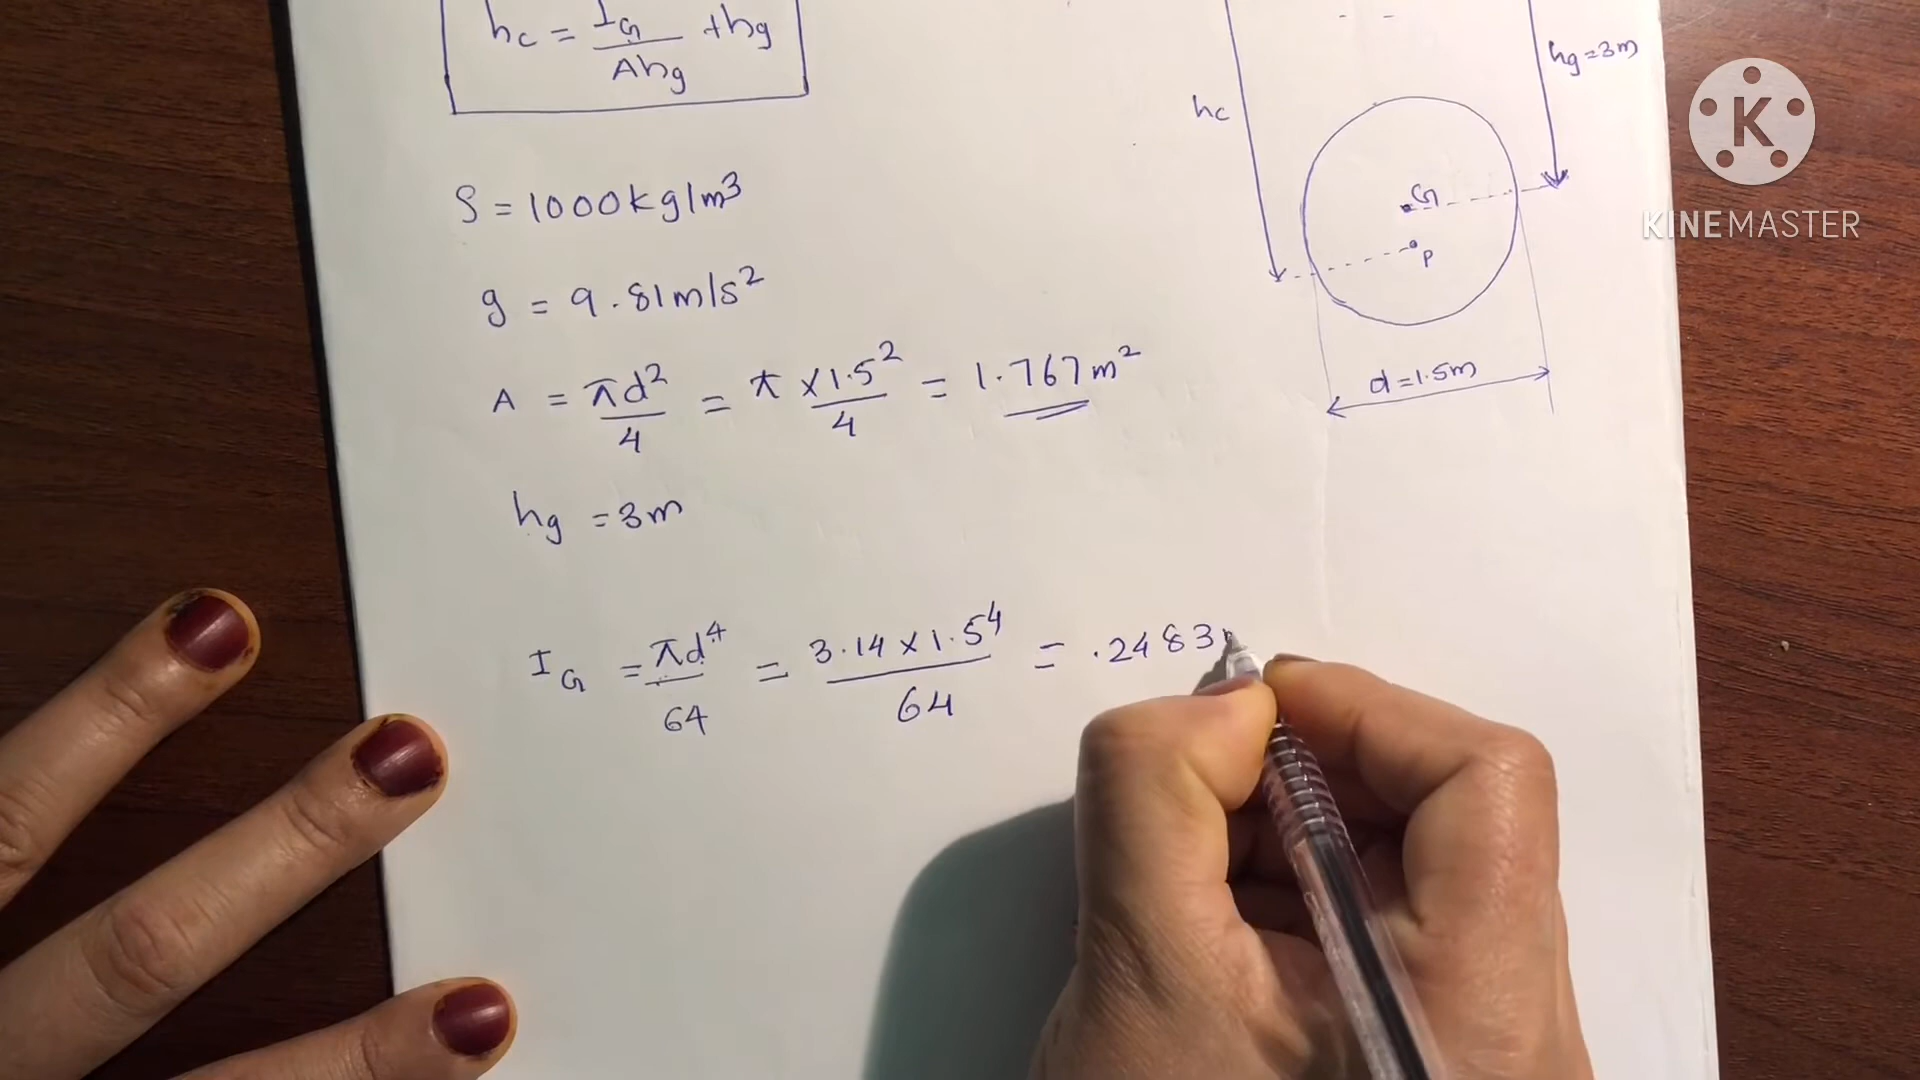 hc = IG / Ahg + hg
ρ = 1000kg/m³
g = 9.81m/s²
A = πd²/4 = π × 1.5²/4 = 1.767m²
hg = 3m
IG = πd⁴/64 = 3.14 × 1.5⁴/64 = .2483
hc
hg = 3m
G
P
d = 1.5m
K
KINEMASTER